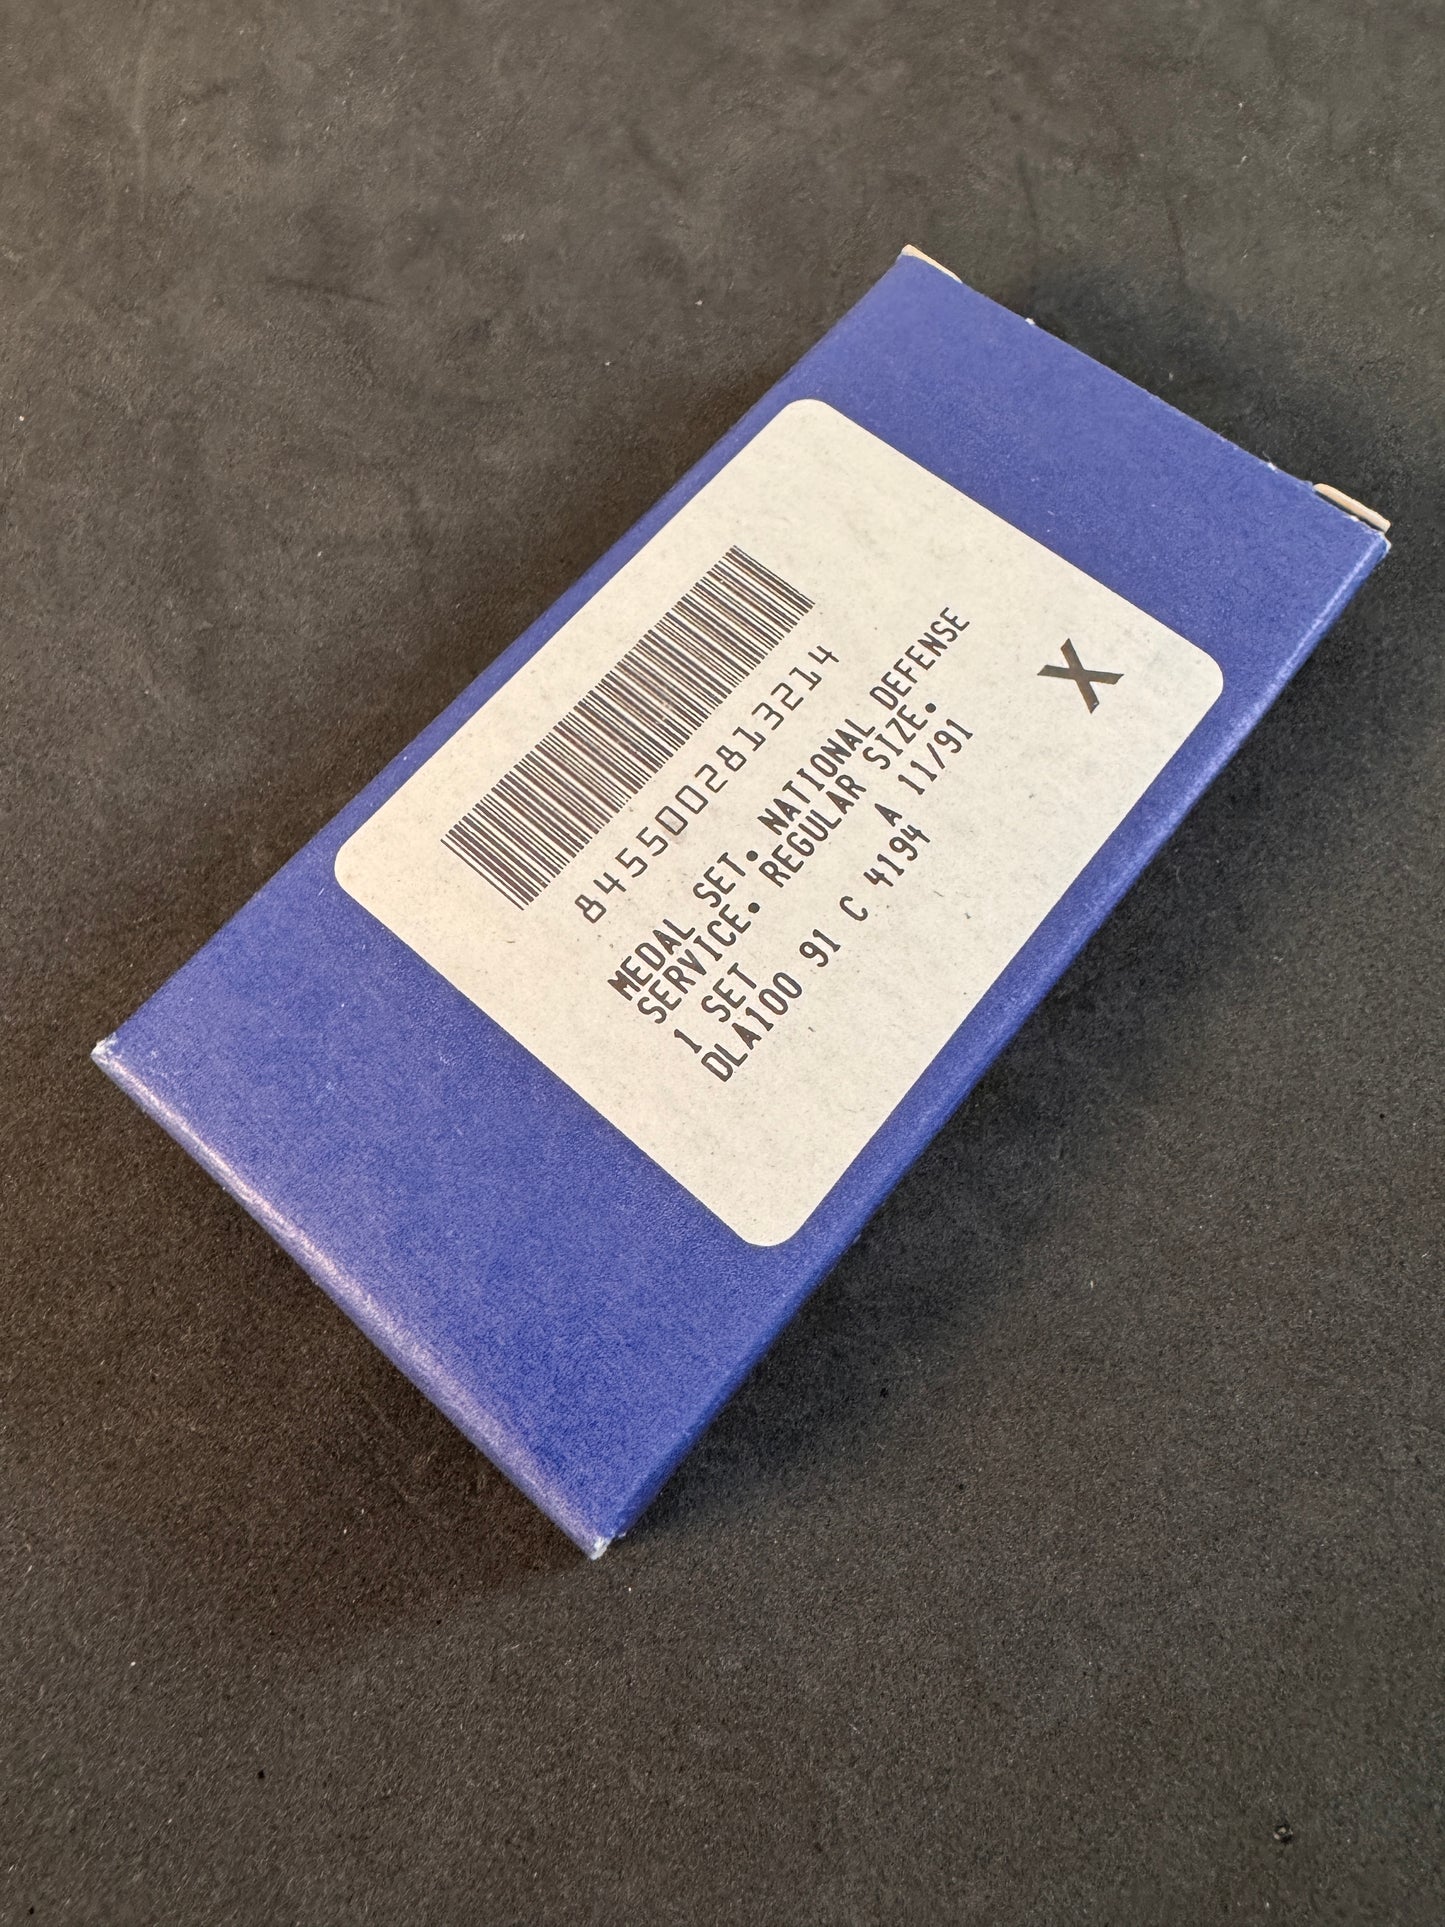 8455002813214
MEDAL SET. NATIONAL DEFENSE
SERVICE. REGULAR SIZE.
1 SET A 11/91
DLA100 91 C 4194
X